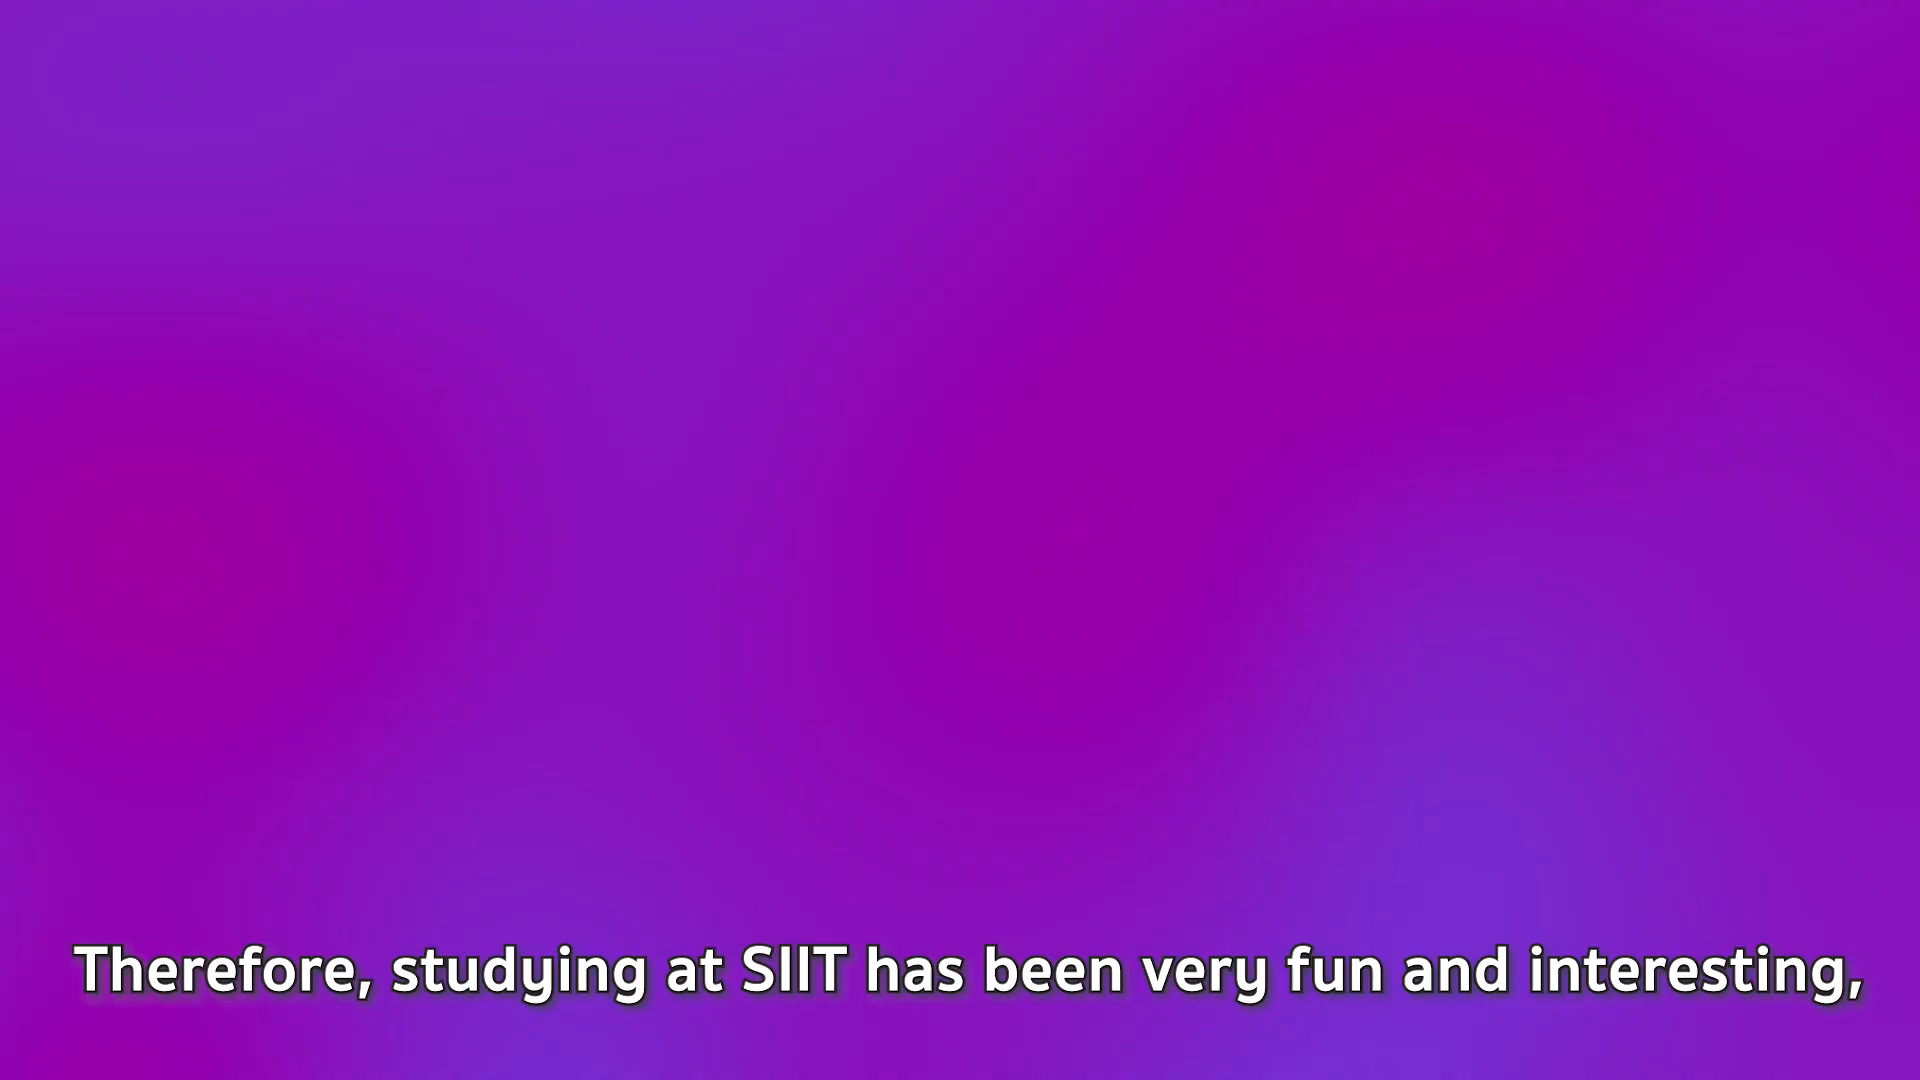 Therefore, studying at SIIT has been very fun and interesting,